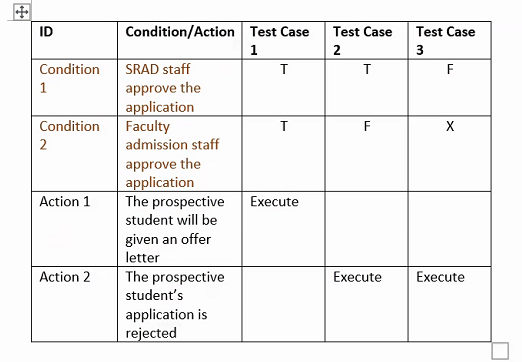 ID Condition/Action Test Case Test Case Test Case
1 2 3
Condition SRAD staff T T F
1 approve the
application
Condition Faculty T F X
2 admission staff
approve the
application
Action 1 The prospective Execute
student will be
given an offer
letter
Action 2 The prospective Execute Execute
student’s
application is
rejected